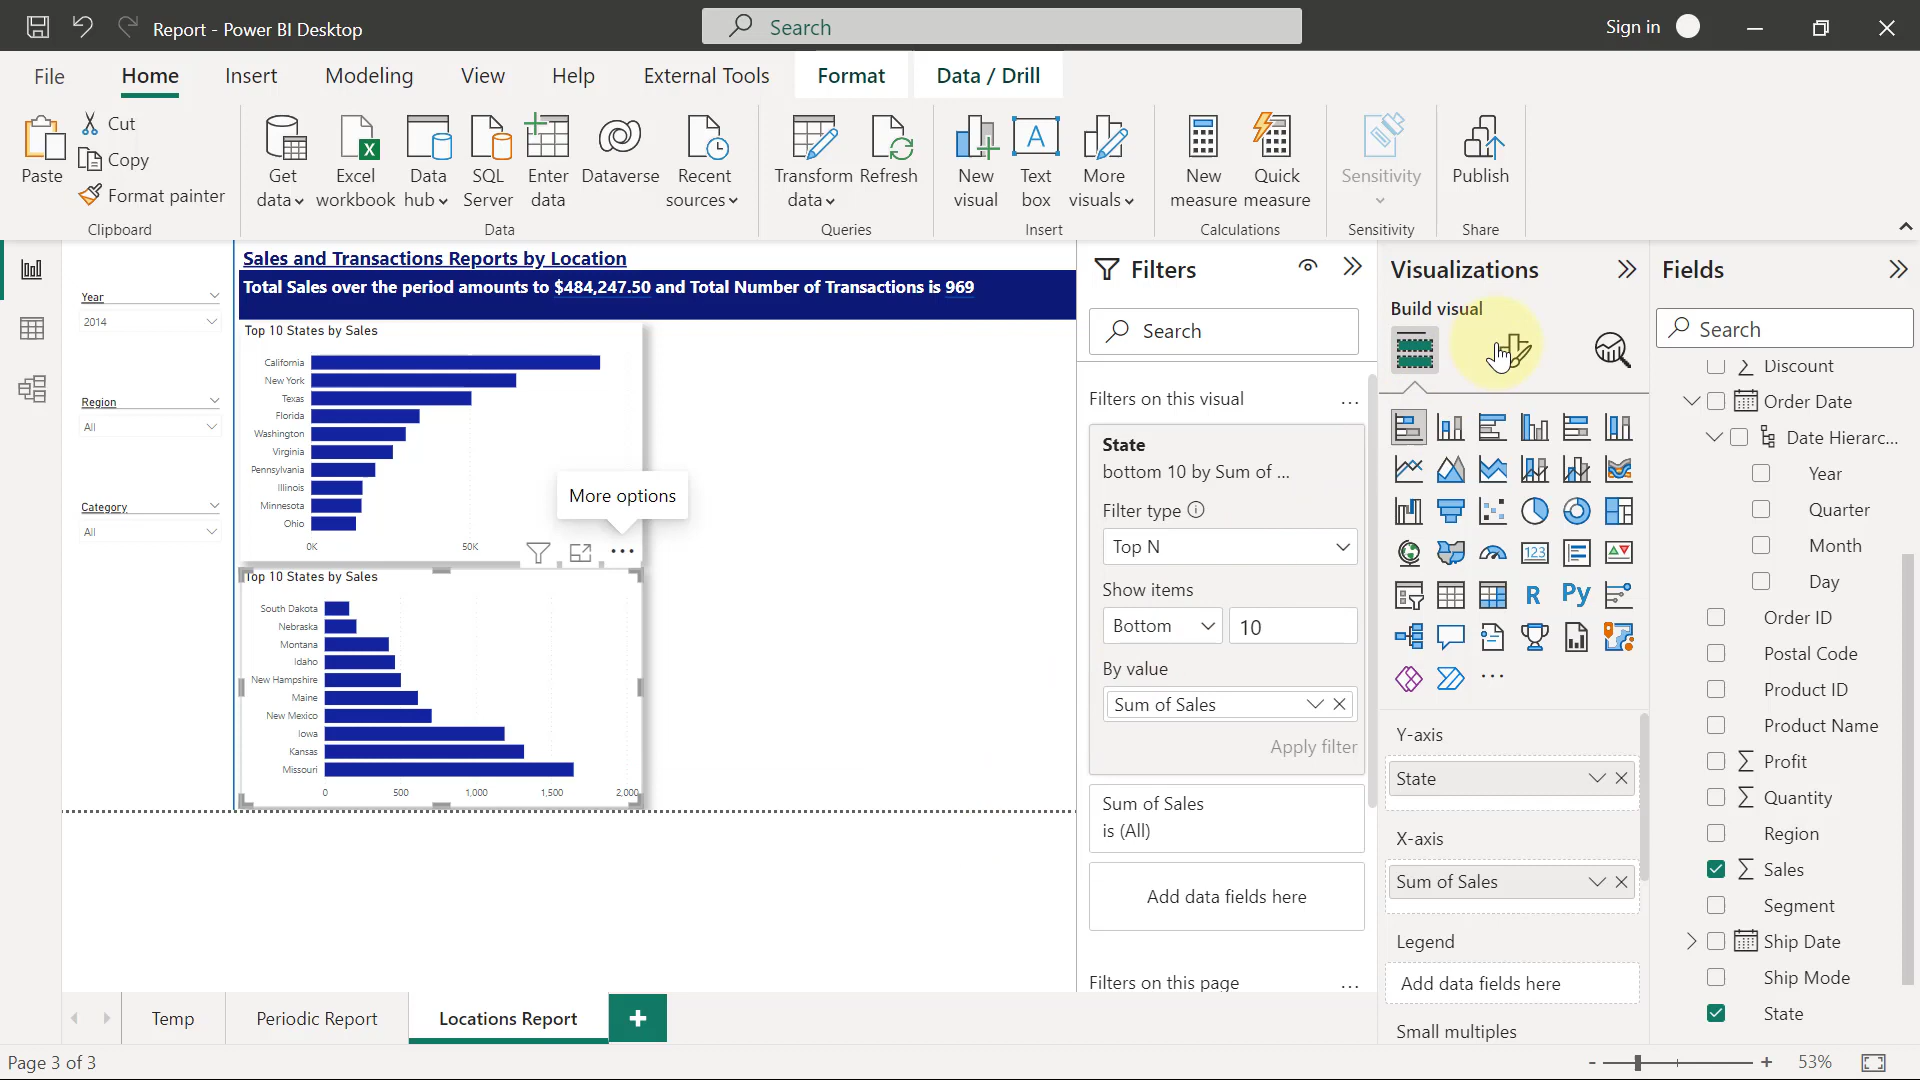 Report - Power BI Desktop
Search
Sign in
File
Home
Insert
Modeling
View
Help
External Tools
Format
Data / Drill
Paste
Cut
Copy
Format painter
Clipboard
Get data
Excel workbook
Data hub
SQL Server
Enter data
Dataverse
Recent sources
Data
Transform data
Refresh
Queries
New visual
A
Text box
More visuals
Insert
New measure
Quick measure
Calculations
Sensitivity
Sensitivity
Publish
Share
Year
2014
Region
All
Category
All
Sales and Transactions Reports by Location
Total Sales over the period amounts to $484,247.50 and Total Number of Transactions is 969
Top 10 States by Sales
California
New York
Texas
Florida
Washington
Virginia
Pennsylvania
Illinois
Minnesota
Ohio
0K
50K
More options
Top 10 States by Sales
South Dakota
Nebraska
Montana
Idaho
New Hampshire
Maine
New Mexico
Iowa
Kansas
Missouri
0
500
1,000
1,500
2,000
Filters
Search
Filters on this visual
...
State
bottom 10 by Sum of ...
Filter type
Top N
Show items
Bottom
10
By value
Sum of Sales
Apply filter
Sum of Sales
is (All)
Add data fields here
Filters on this page
...
Visualizations
Build visual
123
R
Py
...
Y-axis
State
X-axis
Sum of Sales
Legend
Add data fields here
Small multiples
Fields
Search
Discount
Order Date
Date Hierarc...
Year
Quarter
Month
Day
Order ID
Postal Code
Product ID
Product Name
Profit
Quantity
Region
Sales
Segment
Ship Date
Ship Mode
State
Temp
Periodic Report
Locations Report
Page 3 of 3
- + 53%